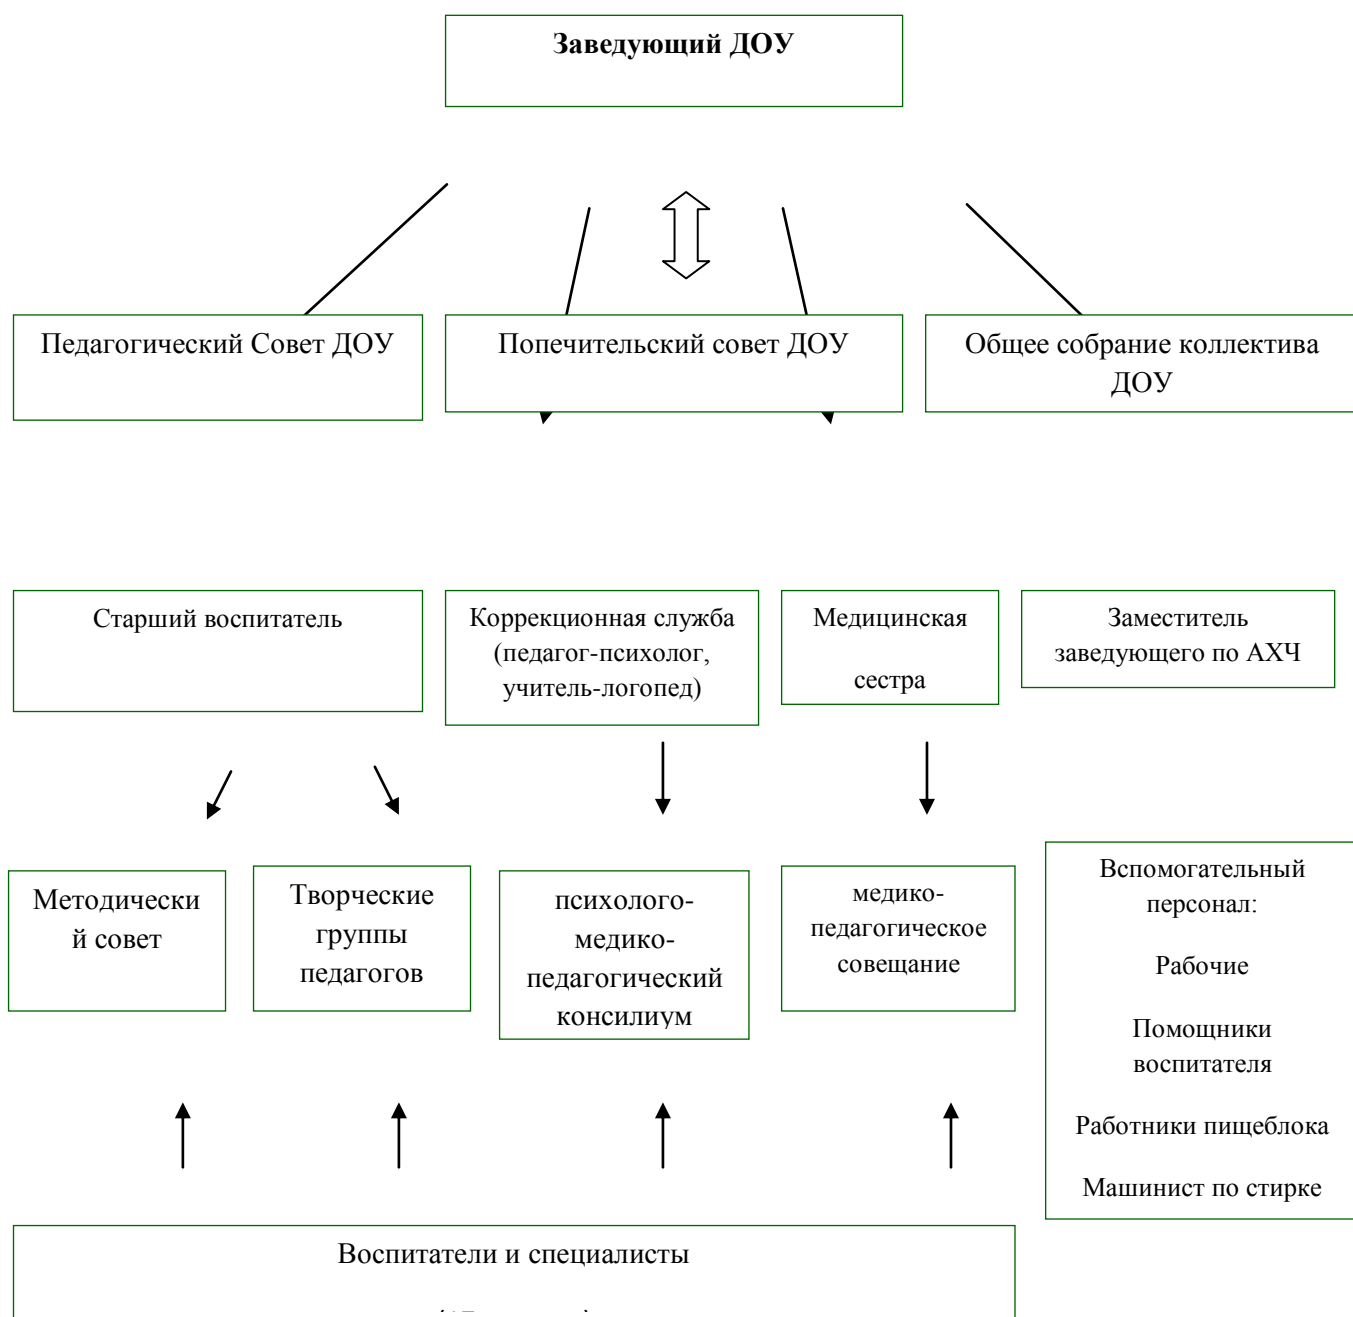 Заведующий ДОУ
Педагогический Совет ДОУ
Попечительский совет ДОУ
Общее собрание коллектива
ДОУ
Старший воспитатель
Коррекционная служба
(педагог-психолог,
учитель-логопед)
Медицинская
сестра
Заместитель
заведующего по АХЧ
Методически
й совет
Творческие
группы
педагогов
психолого-
медико-
педагогический
консилиум
медико-
педагогическое
совещание
Вспомогательный
персонал:
Рабочие
Помощники
воспитателя
Работники пищеблока
Машинист по стирке
Воспитатели и специалисты